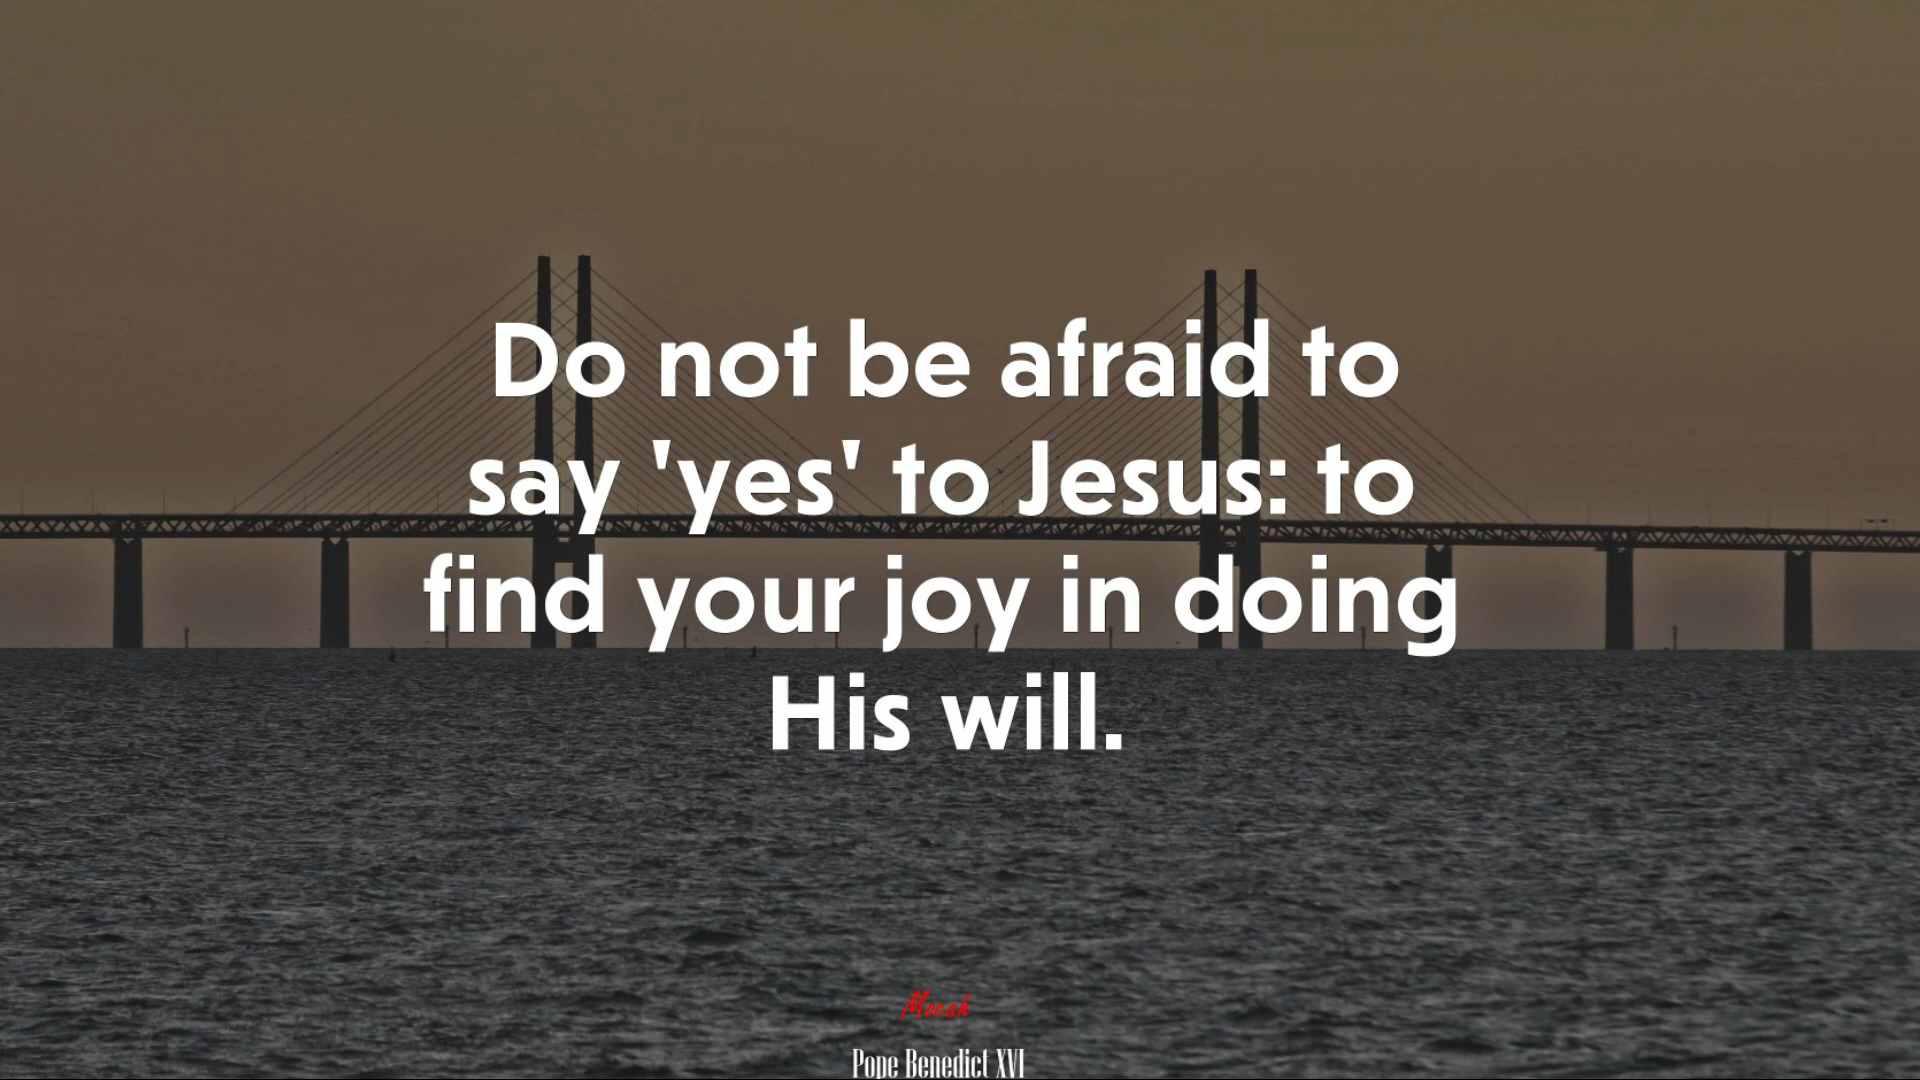 Do not be afraid to
say 'yes' to Jesus: to
find your joy in doing
His will.
Mocah
Pope Benedict XVI